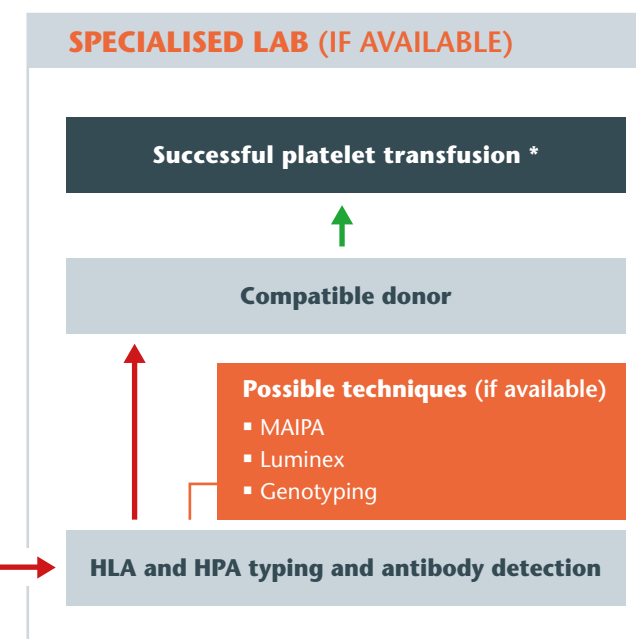 SPECIALISED LAB (IF AVAILABLE)
Successful platelet transfusion *
Compatible donor
Possible techniques (if available)
▪ MAIPA
▪ Luminex
▪ Genotyping
HLA and HPA typing and antibody detection